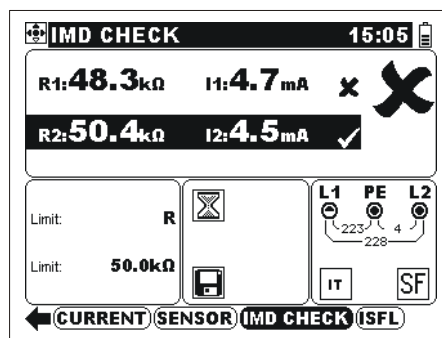 IMD CHECK 15:05
R1:48.3kΩ I1:4.7mA
R2:50.4kΩ I2:4.5mA
L1 PE L2
223 4
228
Limit: R
Limit: 50.0kΩ
IT SF
CURRENT SENSOR IMD CHECK ISFL